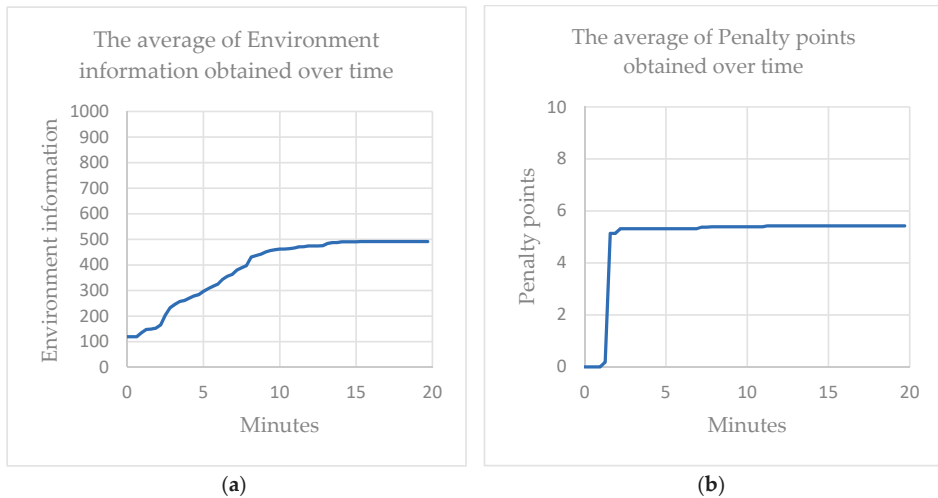 The average of Environment
information obtained over time
Environment information
1000
900
800
700
600
500
400
300
200
100
0
0 5 10 15 20
Minutes
(a)
The average of Penalty points
obtained over time
Penalty points
10
8
6
4
2
0
0 5 10 15 20
Minutes
(b)